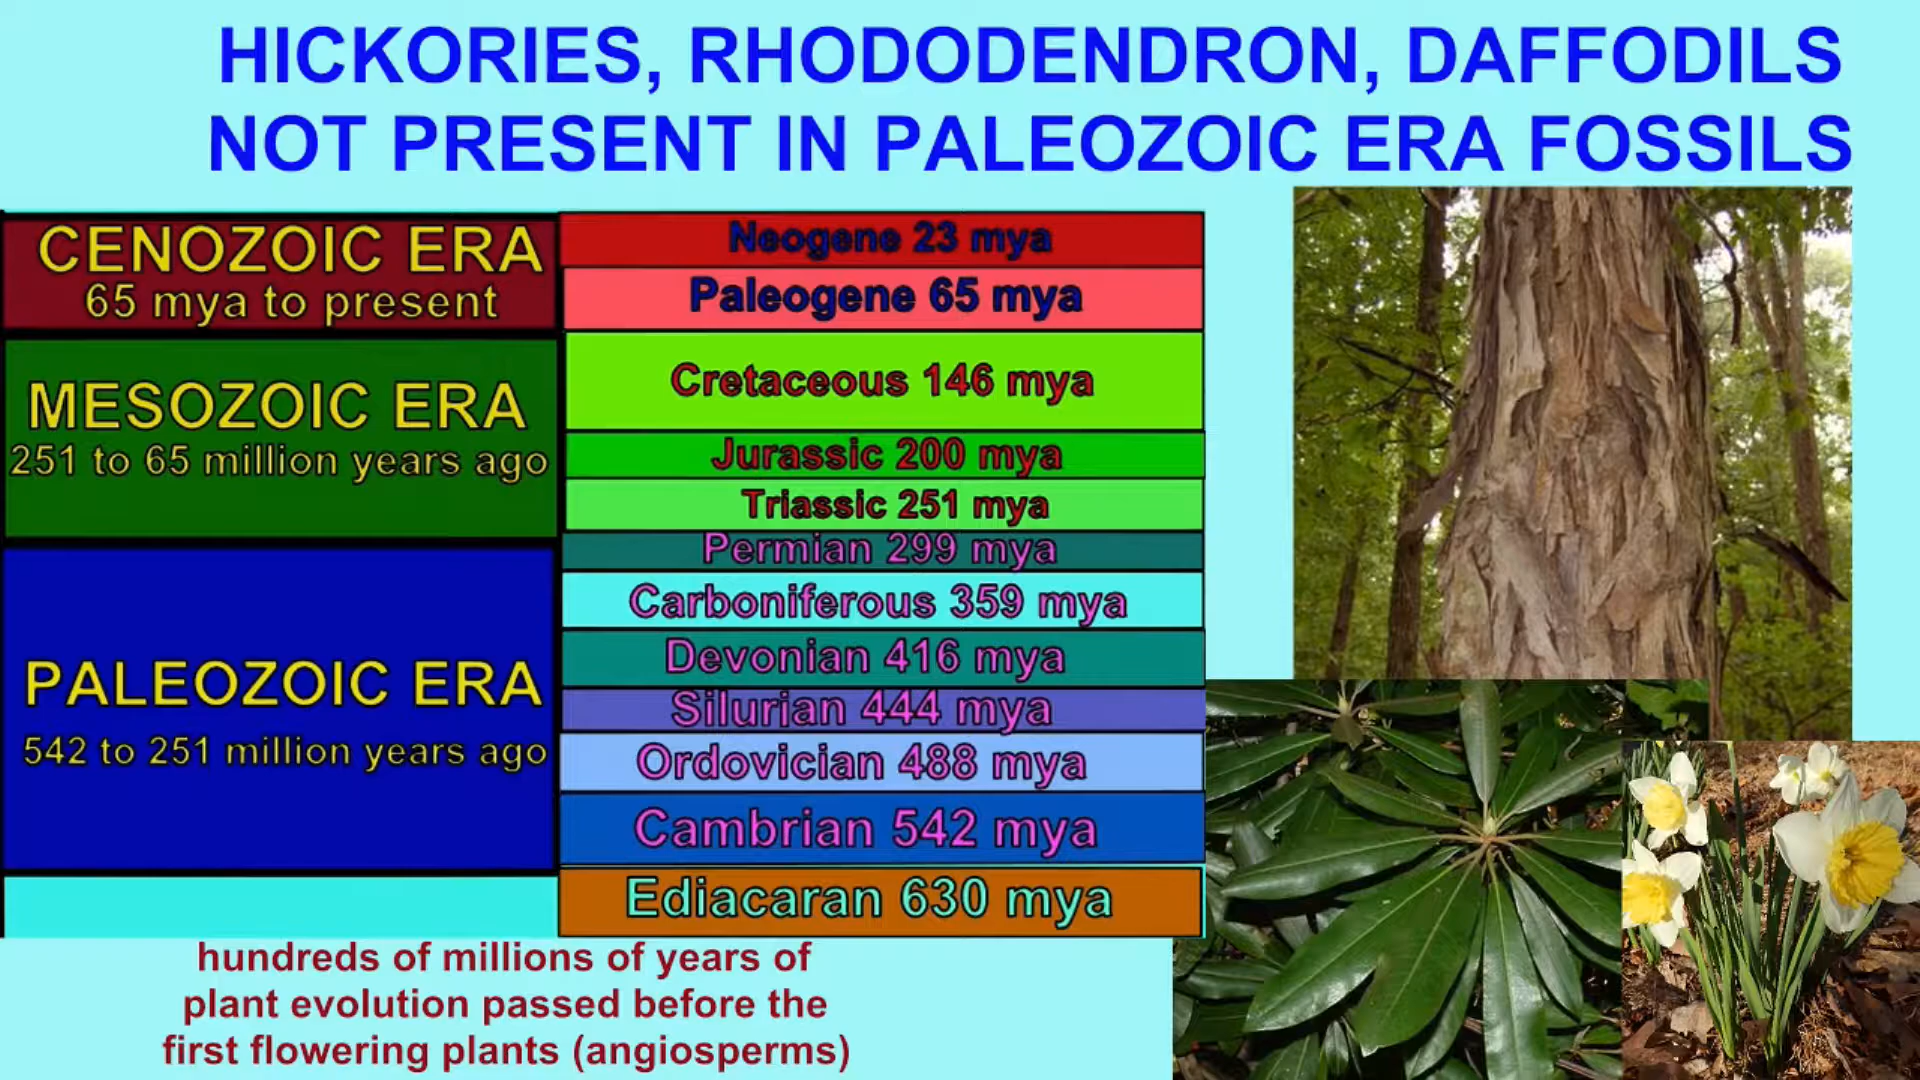 HICKORIES, RHODODENDRON, DAFFODILS
NOT PRESENT IN PALEOZOIC ERA FOSSILS
CENOZOIC ERA
65 mya to present
Neogene 23 mya
Paleogene 65 mya
MESOZOIC ERA
251 to 65 million years ago
Cretaceous 146 mya
Jurassic 200 mya
Triassic 251 mya
PALEOZOIC ERA
542 to 251 million years ago
Permian 299 mya
Carboniferous 359 mya
Devonian 416 mya
Silurian 444 mya
Ordovician 488 mya
Cambrian 542 mya
Ediacaran 630 mya
hundreds of millions of years of
plant evolution passed before the
first flowering plants (angiosperms)